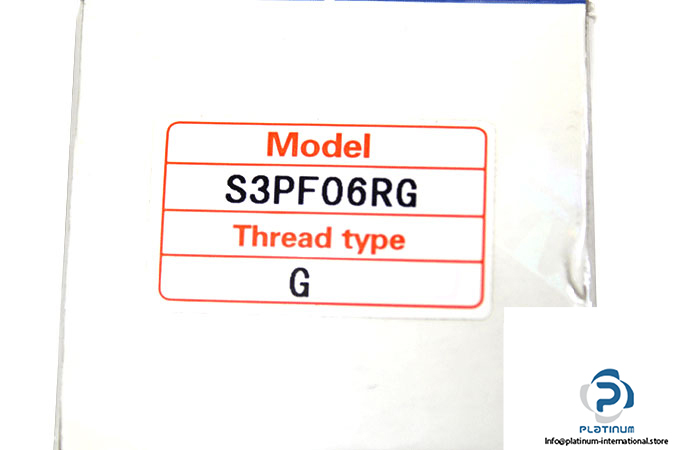 Model
S3PF06RG
Thread type
G
PLATINUM
Info@platinum-international.store